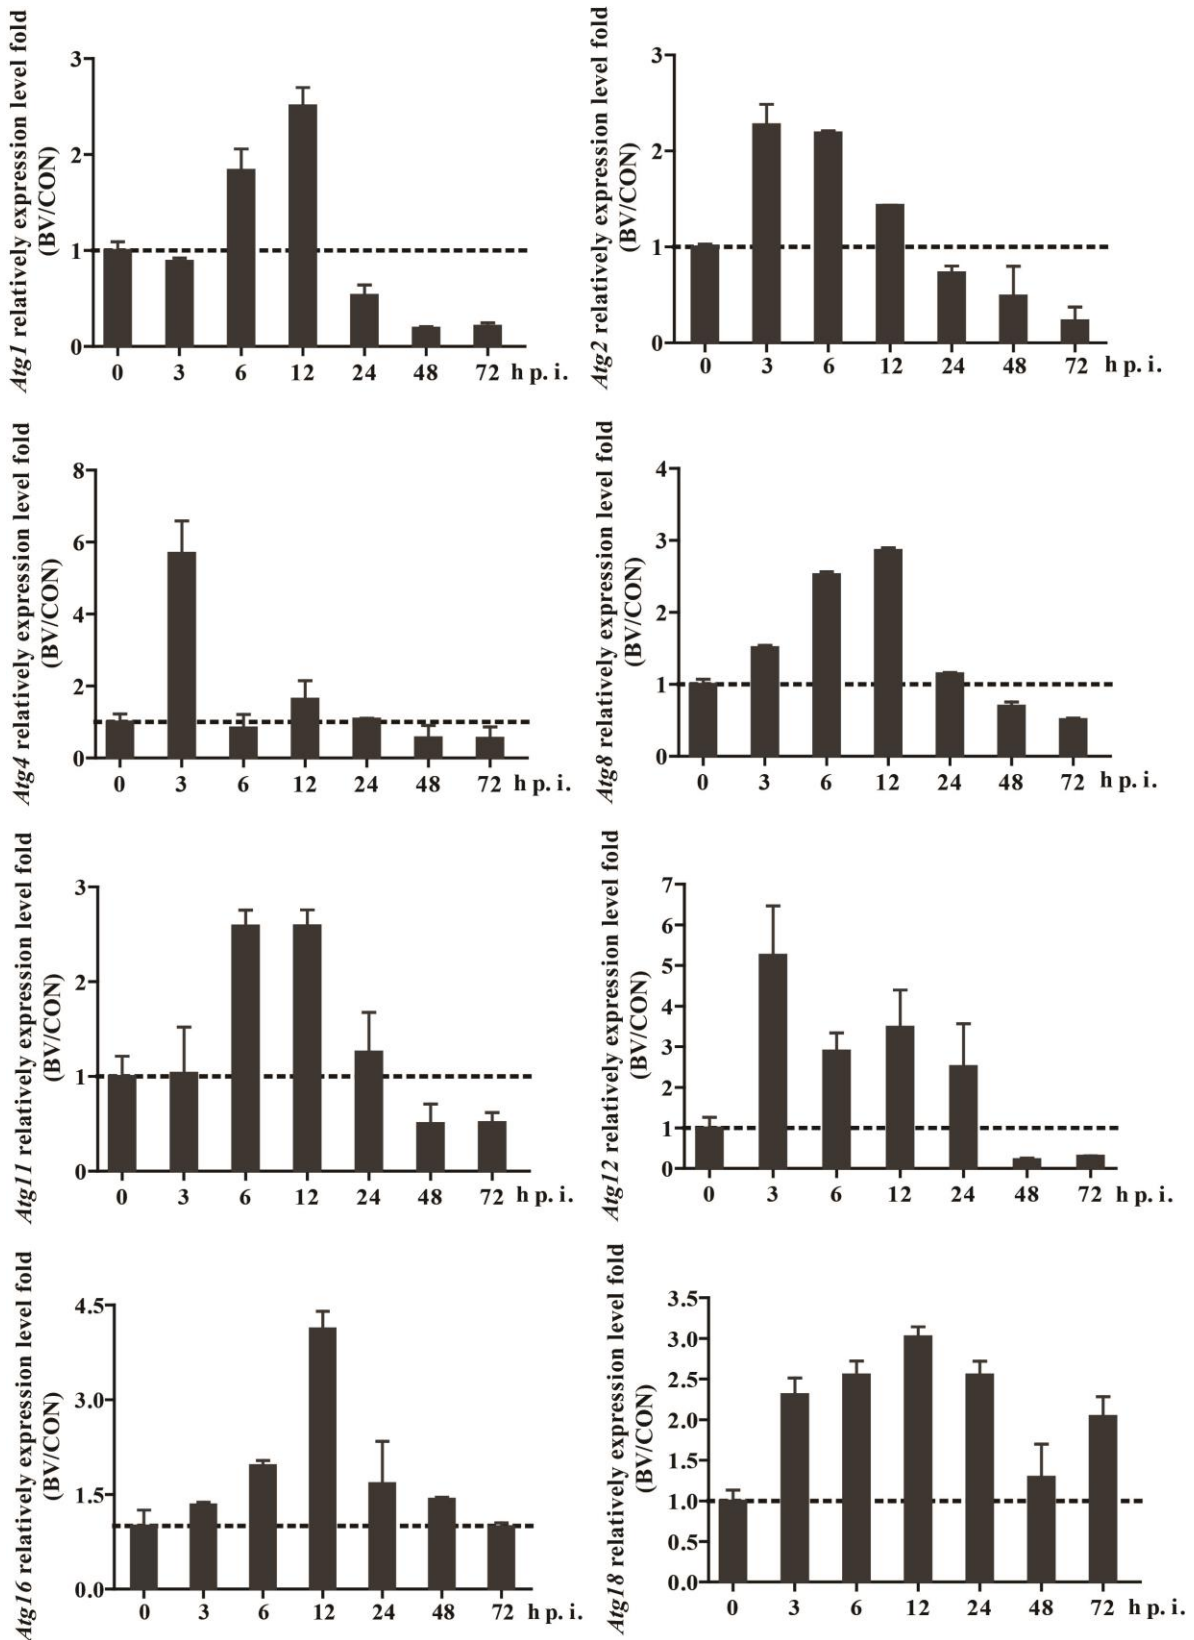 Atg1 relatively expression level fold
(BV/CON)
3
2
1
0
0 3 6 12 24 48 72 h p. i.
Atg2 relatively expression level fold
(BV/CON)
3
2
1
0
0 3 6 12 24 48 72 h p. i.
Atg4 relatively expression level fold
(BV/CON)
8
6
4
2
0
0 3 6 12 24 48 72 h p. i.
Atg8 relatively expression level fold
(BV/CON)
4
3
2
1
0
0 3 6 12 24 48 72 h p. i.
Atg11 relatively expression level fold
(BV/CON)
3
2
1
0
0 3 6 12 24 48 72 h p. i.
Atg12 relatively expression level fold
(BV/CON)
7
6
5
4
3
2
1
0
0 3 6 12 24 48 72 h p. i.
Atg16 relatively expression level fold
(BV/CON)
4.5
3.0
1.5
0.0
0 3 6 12 24 48 72 h p. i.
Atg18 relatively expression level fold
(BV/CON)
3.5
3.0
2.5
2.0
1.5
1.0
0.5
0.0
0 3 6 12 24 48 72 h p. i.